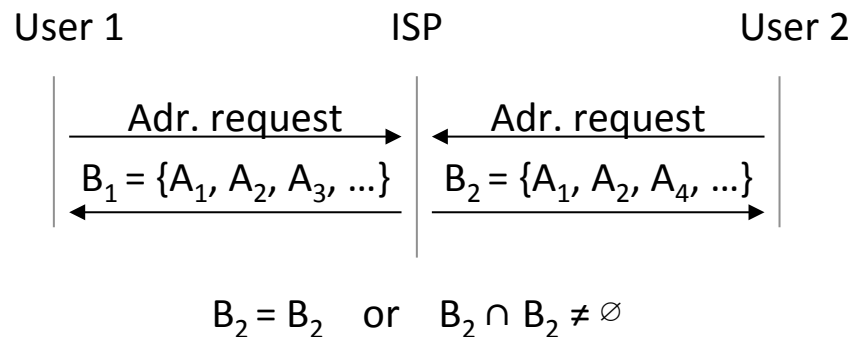 User 1 ISP User 2
Adr. request Adr. request
B₁ = {A₁, A₂, A₃, ...} B₂ = {A₁, A₂, A₄, ...}
B₂ = B₂ or B₂ ∩ B₂ ≠ ∅